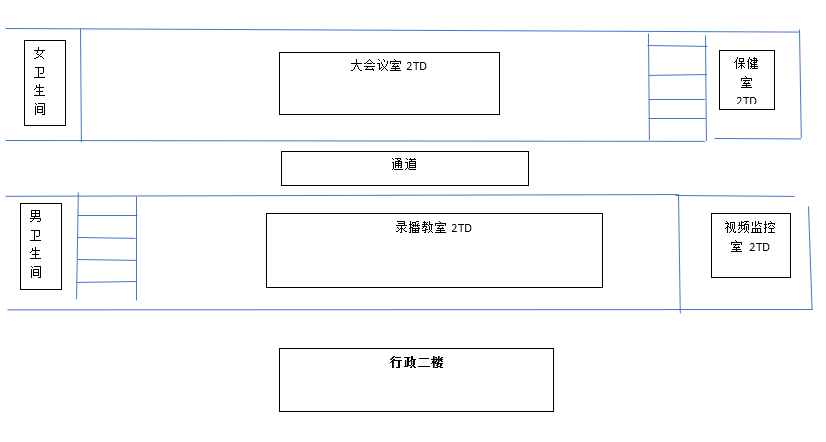 女
卫
生
间
大会议室 2TD
保健
室
2TD
通道
男
卫
生
间
录播教室 2TD
视频监控
室 2TD
行政二楼